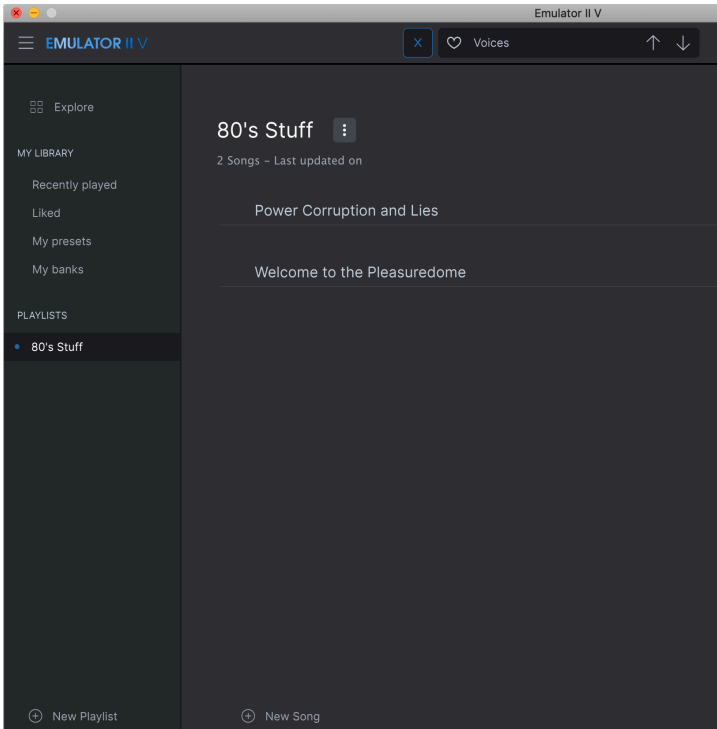 Emulator II V
EMULATOR II V
X
Voices
Explore
80's Stuff
2 Songs – Last updated on
MY LIBRARY
Recently played
Liked
My presets
My banks
Power Corruption and Lies
Welcome to the Pleasuredome
PLAYLISTS
80's Stuff
New Playlist
New Song